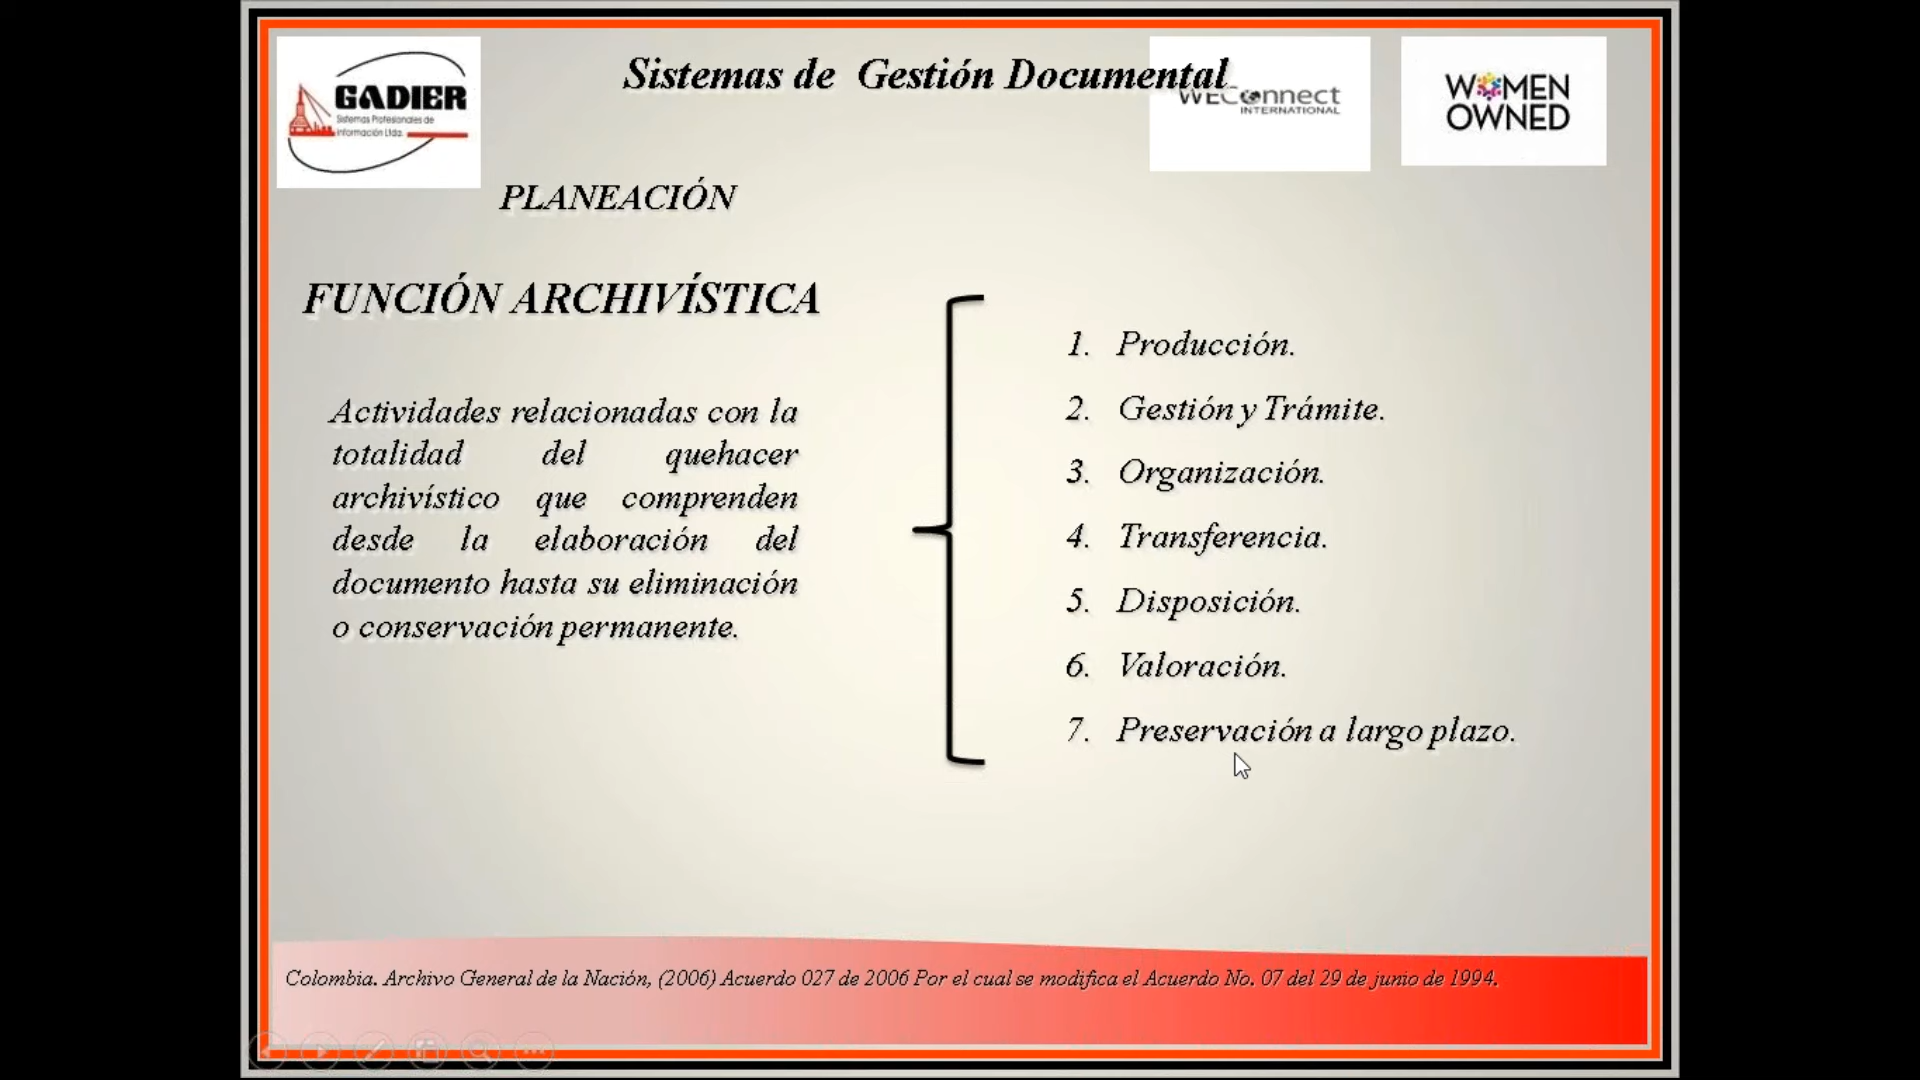 GADIER
Sistemas Profesionales de
Información Ltda.
Sistemas de Gestión Documental
WEConnect
INTERNATIONAL
WOMEN
OWNED
PLANEACIÓN
FUNCIÓN ARCHIVÍSTICA
Actividades relacionadas con la
totalidad del quehacer
archivístico que comprenden
desde la elaboración del
documento hasta su eliminación
o conservación permanente.
1. Producción.
2. Gestión y Trámite.
3. Organización.
4. Transferencia.
5. Disposición.
6. Valoración.
7. Preservación a largo plazo.
Colombia. Archivo General de la Nación, (2006) Acuerdo 027 de 2006 Por el cual se modifica el Acuerdo No. 07 del 29 de junio de 1994.